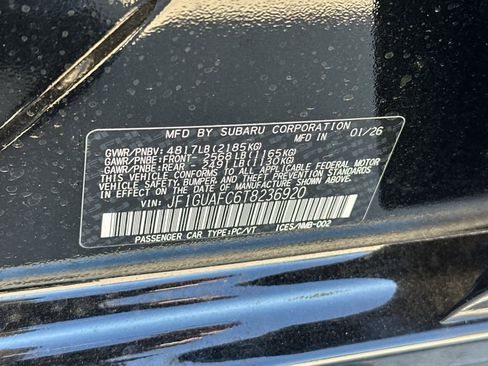 MFD BY SUBARU CORPORATION 01/26
GVWR/PNBV: 4817LB(2185KG)
GAWR/PNBE:FRONT- 2568LB(1165KG)
GAWR/PNBE:REAR - 2491LB(1130KG)
THIS VEHICLE CONFORMS TO ALL APPLICABLE FEDERAL MOTOR
VEHICLE SAFETY, BUMPER, AND THEFT PREVENTION STANDARDS
IN EFFECT ON THE DATE OF MANUFACTURE SHOWN ABOVE.
VIN: JF1GUAFC6T8236920
PASSENGER CAR TYPE:PC/VT ICES/NMB-002